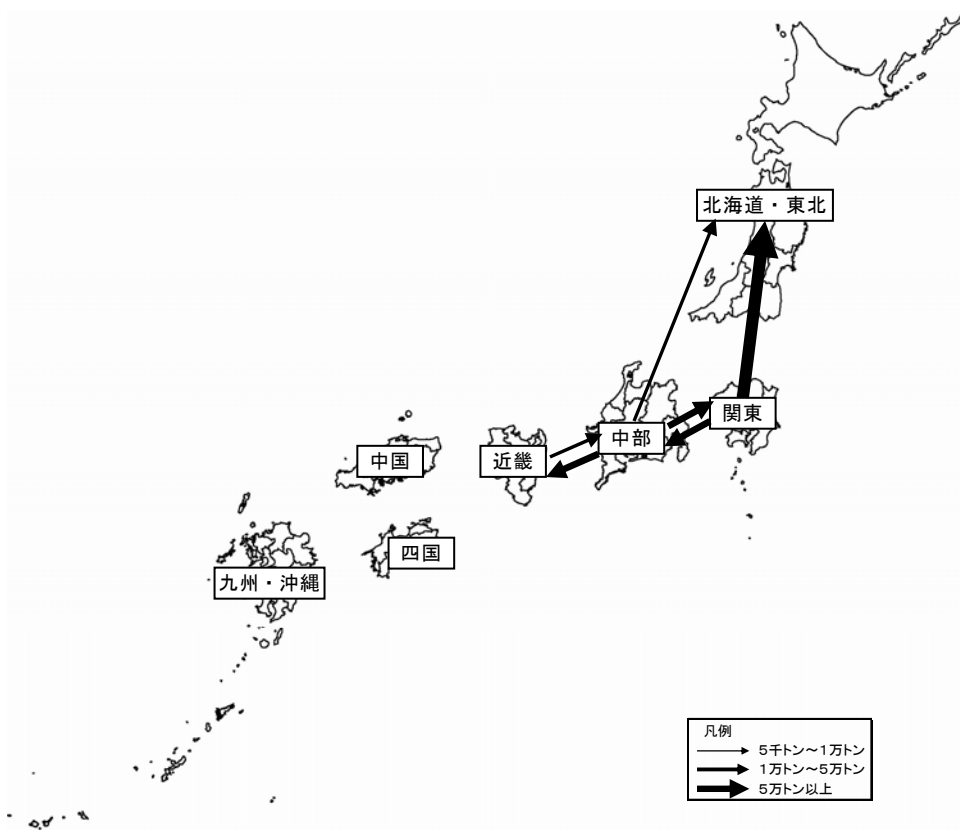 北海道・東北
関東
中部
近畿
中国
四国
九州・沖縄
凡例
5千トン～1万トン
1万トン～5万トン
5万トン以上